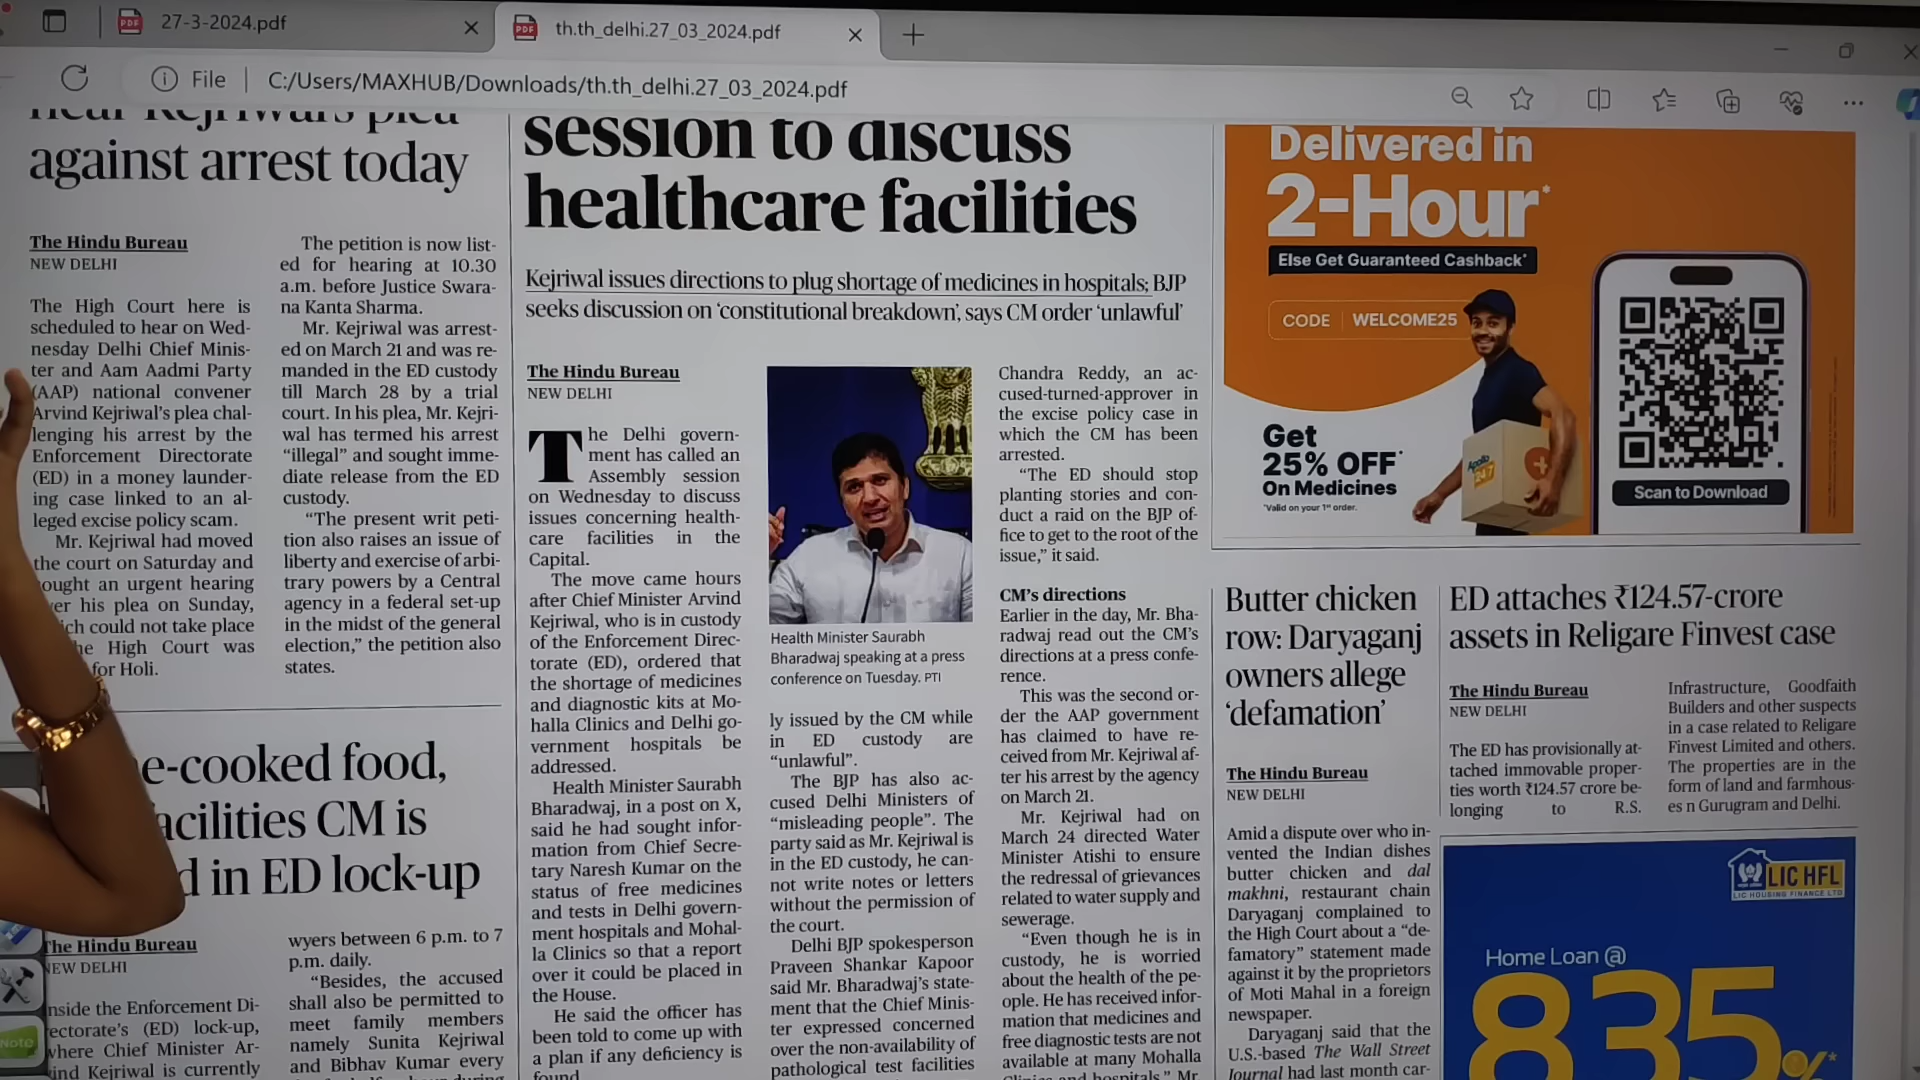 27-3-2024.pdf
th.th_delhi.27_03_2024.pdf
File
C:/Users/MAXHUB/Downloads/th.th_delhi.27_03_2024.pdf
against arrest today
The Hindu Bureau
NEW DELHI
The High Court here is
scheduled to hear on Wed-
nesday Delhi Chief Minis-
ter and Aam Aadmi Party
(AAP) national convener
Arvind Kejriwal's plea chal-
lenging his arrest by the
Enforcement Directorate
(ED) in a money launder-
ing case linked to an al-
leged excise policy scam.
Mr. Kejriwal had moved
the court on Saturday and
ought an urgent hearing
er his plea on Sunday,
ich could not take place
he High Court was
for Holi.
The petition is now list-
ed for hearing at 10.30
a.m. before Justice Swara-
na Kanta Sharma.
Mr. Kejriwal was arrest-
ed on March 21 and was re-
manded in the ED custody
till March 28 by a trial
court. In his plea, Mr. Kejri-
wal has termed his arrest
“illegal” and sought imme-
diate release from the ED
custody.
“The present writ peti-
tion also raises an issue of
liberty and exercise of arbi-
trary powers by a Central
agency in a federal set-up
in the midst of the general
election,” the petition also
states.
e-cooked food,
acilities CM is
d in ED lock-up
The Hindu Bureau
NEW DELHI
nside the Enforcement Di-
ectorate's (ED) lock-up,
where Chief Minister Ar-
ind Kejriwal is currently
wyers between 6 p.m. to 7
p.m. daily.
“Besides, the accused
shall also be permitted to
meet family members
namely Sunita Kejriwal
and Bibhav Kumar every
session to discuss
healthcare facilities
Kejriwal issues directions to plug shortage of medicines in hospitals; BJP
seeks discussion on ‘constitutional breakdown’, says CM order ‘unlawful’
The Hindu Bureau
NEW DELHI
The Delhi govern-
ment has called an
Assembly session
on Wednesday to discuss
issues concerning health-
care facilities in the
Capital.
The move came hours
after Chief Minister Arvind
Kejriwal, who is in custody
of the Enforcement Direc-
torate (ED), ordered that
the shortage of medicines
and diagnostic kits at Mo-
halla Clinics and Delhi go-
vernment hospitals be
addressed.
Health Minister Saurabh
Bharadwaj, in a post on X,
said he had sought infor-
mation from Chief Secre-
tary Naresh Kumar on the
status of free medicines
and tests in Delhi govern-
ment hospitals and Mohal-
la Clinics so that a report
over it could be placed in
the House.
He said the officer has
been told to come up with
a plan if any deficiency is
found.
Health Minister Saurabh
Bharadwaj speaking at a press
conference on Tuesday. PTI
ly issued by the CM while
in ED custody are
“unlawful”.
The BJP has also ac-
cused Delhi Ministers of
“misleading people”. The
party said as Mr. Kejriwal is
in the ED custody, he can-
not write notes or letters
without the permission of
the court.
Delhi BJP spokesperson
Praveen Shankar Kapoor
said Mr. Bharadwaj's state-
ment that the Chief Minis-
ter expressed concerned
over the non-availability of
pathological test facilities
Chandra Reddy, an ac-
cused-turned-approver in
the excise policy case in
which the CM has been
arrested.
“The ED should stop
planting stories and con-
duct a raid on the BJP of-
fice to get to the root of the
issue,” it said.
CM's directions
Earlier in the day, Mr. Bha-
radwaj read out the CM's
directions at a press confe-
rence.
This was the second or-
der the AAP government
has claimed to have re-
ceived from Mr. Kejriwal af-
ter his arrest by the agency
on March 21.
Mr. Kejriwal had on
March 24 directed Water
Minister Atishi to ensure
the redressal of grievances
related to water supply and
sewerage.
“Even though he is in
custody, he is worried
about the health of the pe-
ople. He has received infor-
mation that medicines and
free diagnostic tests are not
available at many Mohalla
Clinics and hospitals,” Mr.
Delivered in
2-Hour*
Else Get Guaranteed Cashback*
CODE WELCOME25
Get
25% OFF*
On Medicines
*Valid on your 1st order.
Apollo
24|7
Scan to Download
Butter chicken
row: Daryaganj
owners allege
‘defamation’
The Hindu Bureau
NEW DELHI
Amid a dispute over who in-
vented the Indian dishes
butter chicken and dal
makhni, restaurant chain
Daryaganj complained to
the High Court about a “de-
famatory” statement made
against it by the proprietors
of Moti Mahal in a foreign
newspaper.
Daryaganj said that the
U.S.-based The Wall Street
Journal had last month car-
ED attaches ₹124.57-crore
assets in Religare Finvest case
The Hindu Bureau
NEW DELHI
The ED has provisionally at-
tached immovable proper-
ties worth ₹124.57 crore be-
longing to R.S.
Infrastructure, Goodfaith
Builders and other suspects
in a case related to Religare
Finvest Limited and others.
The properties are in the
form of land and farmhous-
es n Gurugram and Delhi.
LIC HFL
LIC HOUSING FINANCE LTD
Home Loan @
8.35%*
Note